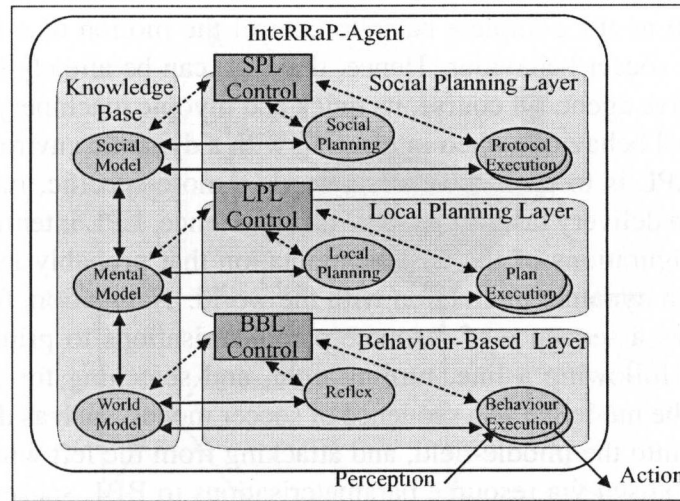 InteRRaP-Agent
Knowledge
Base
SPL
Control
Social Planning Layer
Social
Model
Social
Planning
Protocol
Execution
LPL
Control
Local Planning Layer
Mental
Model
Local
Planning
Plan
Execution
BBL
Control
Behaviour-Based Layer
World
Model
Reflex
Behaviour
Execution
Perception
Action